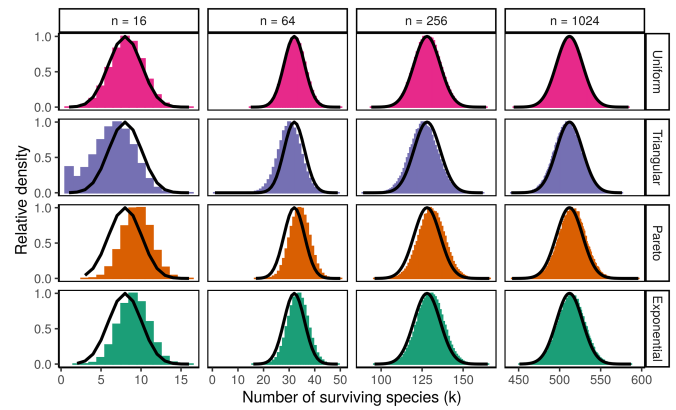 n = 16
n = 64
n = 256
n = 1024
1.0
0.5
0.0
Uniform
1.0
0.5
0.0
Triangular
1.0
0.5
0.0
Pareto
1.0
0.5
0.0
Exponential
Relative density
0 5 10 15
0 10 20 30 40 50
100 125 150
450 500 550 600
Number of surviving species (k)